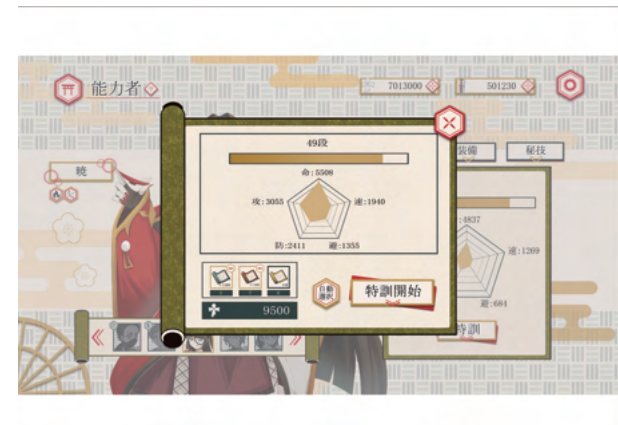 能力者
7013000
501230
装備
秘技
暁
49段
命:5508
攻:3055
速:1940
防:2411
避:1355
自動
選択
特訓開始
9500
:4837
速:1269
避:684
特訓